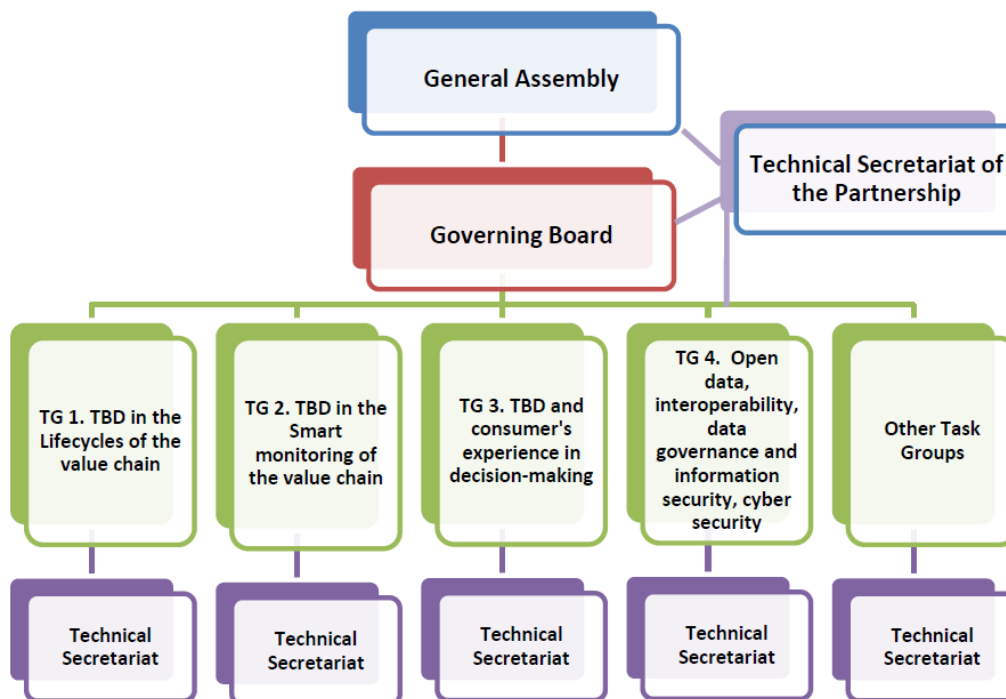 General Assembly
Technical Secretariat of
the Partnership
Governing Board
TG 1. TBD in the
Lifecycles of the
value chain
TG 2. TBD in the
Smart
monitoring of
the value chain
TG 3. TBD and
consumer's
experience in
decision-making
TG 4. Open
data,
interoperability,
data
governance and
information
security, cyber
security
Other Task
Groups
Technical
Secretariat
Technical
Secretariat
Technical
Secretariat
Technical
Secretariat
Technical
Secretariat